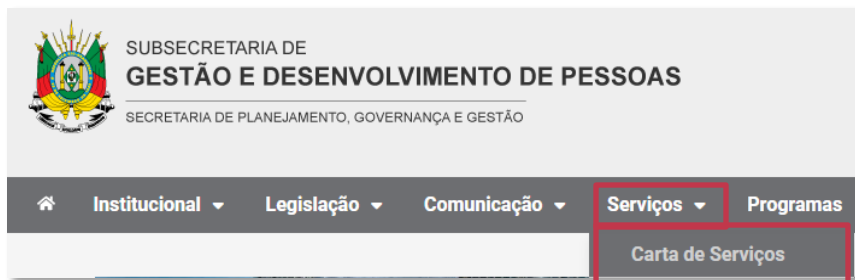 SUBSECRETARIA DE
GESTÃO E DESENVOLVIMENTO DE PESSOAS
SECRETARIA DE PLANEJAMENTO, GOVERNANÇA E GESTÃO
Institucional Legislação Comunicação Serviços Programas
Carta de Serviços